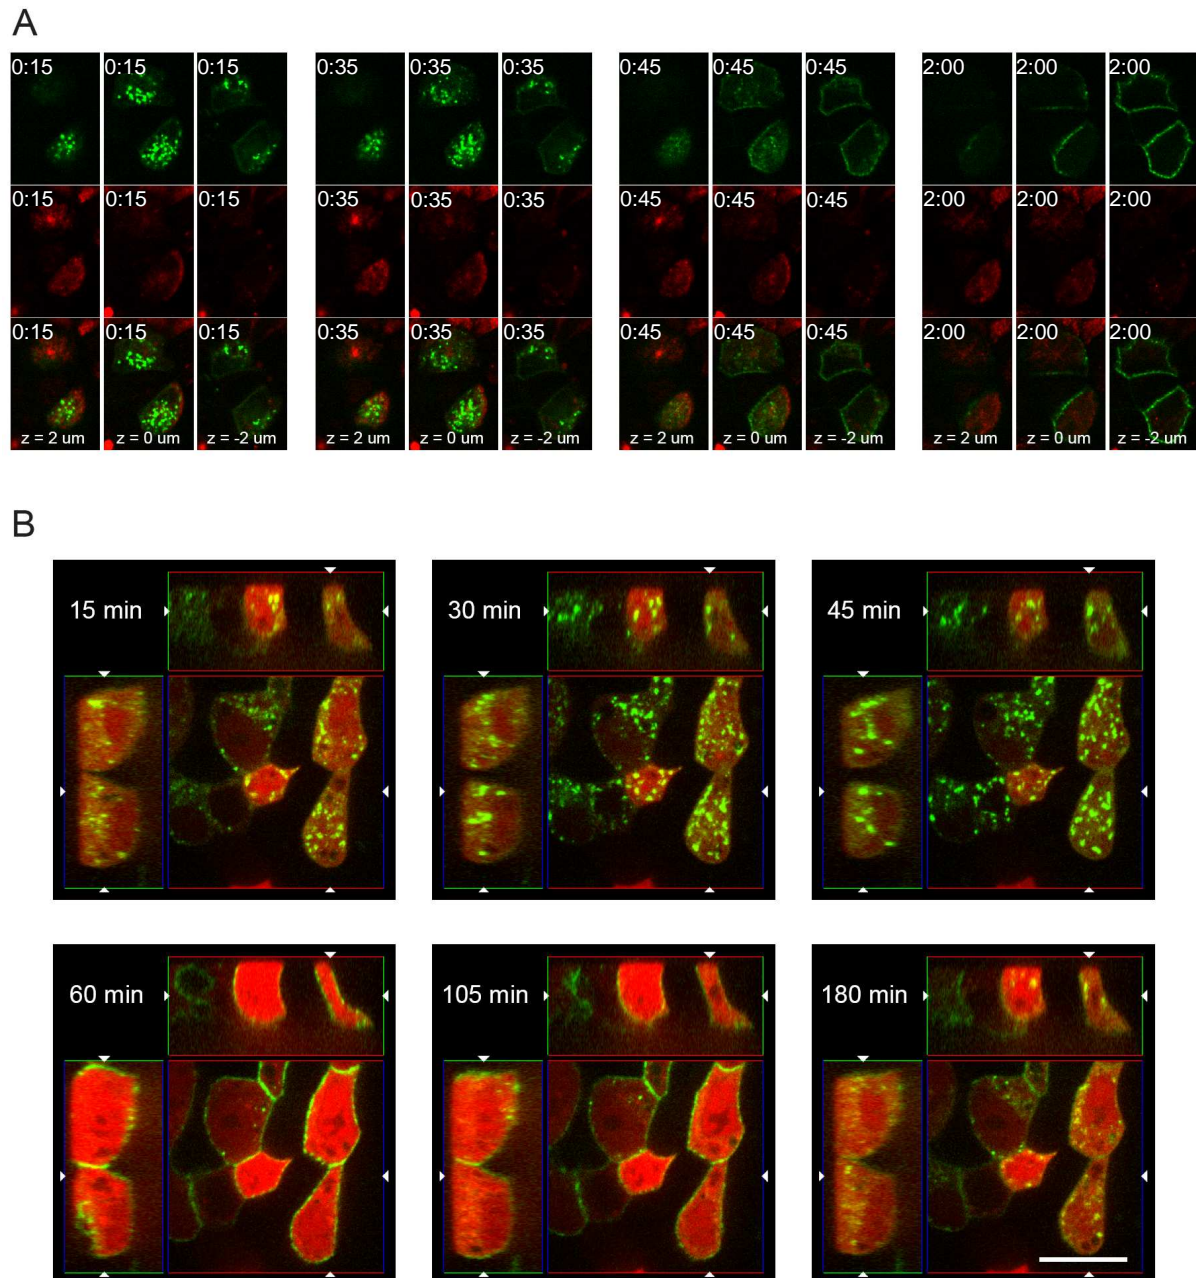 A
0:15 0:15 0:15 0:35 0:35 0:35 0:45 0:45 0:45 2:00 2:00 2:00
0:15 0:15 0:15 0:35 0:35 0:35 0:45 0:45 0:45 2:00 2:00 2:00
0:15 0:15 0:15 0:35 0:35 0:35 0:45 0:45 0:45 2:00 2:00 2:00
z = 2 um z = 0 um z = -2 um z = 2 um z = 0 um z = -2 um z = 2 um z = 0 um z = -2 um z = 2 um z = 0 um z = -2 um
B
15 min 30 min 45 min
60 min 105 min 180 min